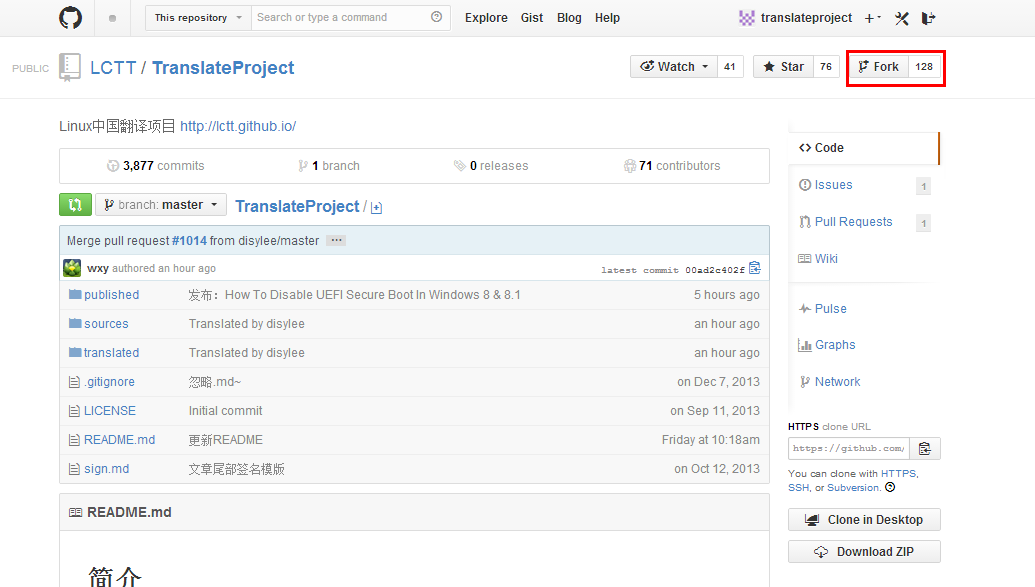 This repository Search or type a command Explore Gist Blog Help translateproject
PUBLIC LCTT / TranslateProject Watch 41 Star 76 Fork 128
Linux中国翻译项目 http://lctt.github.io/
3,877 commits 1 branch 0 releases 71 contributors
branch: master TranslateProject /
Merge pull request #1014 from disylee/master ...
wxy authored an hour ago latest commit 00ad2c402f
published 发布：How To Disable UEFI Secure Boot In Windows 8 & 8.1 5 hours ago
sources Translated by disylee an hour ago
translated Translated by disylee an hour ago
.gitignore 忽略.md~ on Dec 7, 2013
LICENSE Initial commit on Sep 11, 2013
README.md 更新README Friday at 10:18am
sign.md 文章尾部签名模版 on Oct 12, 2013
README.md
简介
Code
Issues 1
Pull Requests 1
Wiki
Pulse
Graphs
Network
HTTPS clone URL
https://github.com/
You can clone with HTTPS,
SSH, or Subversion.
Clone in Desktop
Download ZIP